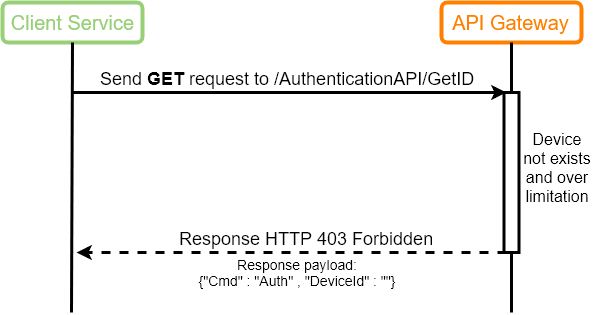 Client Service
API Gateway
Send GET request to /AuthenticationAPI/GetID
Device
not exists
and over
limitation
Response HTTP 403 Forbidden
Response payload:
{"Cmd" : "Auth" , "DeviceId" : ""}